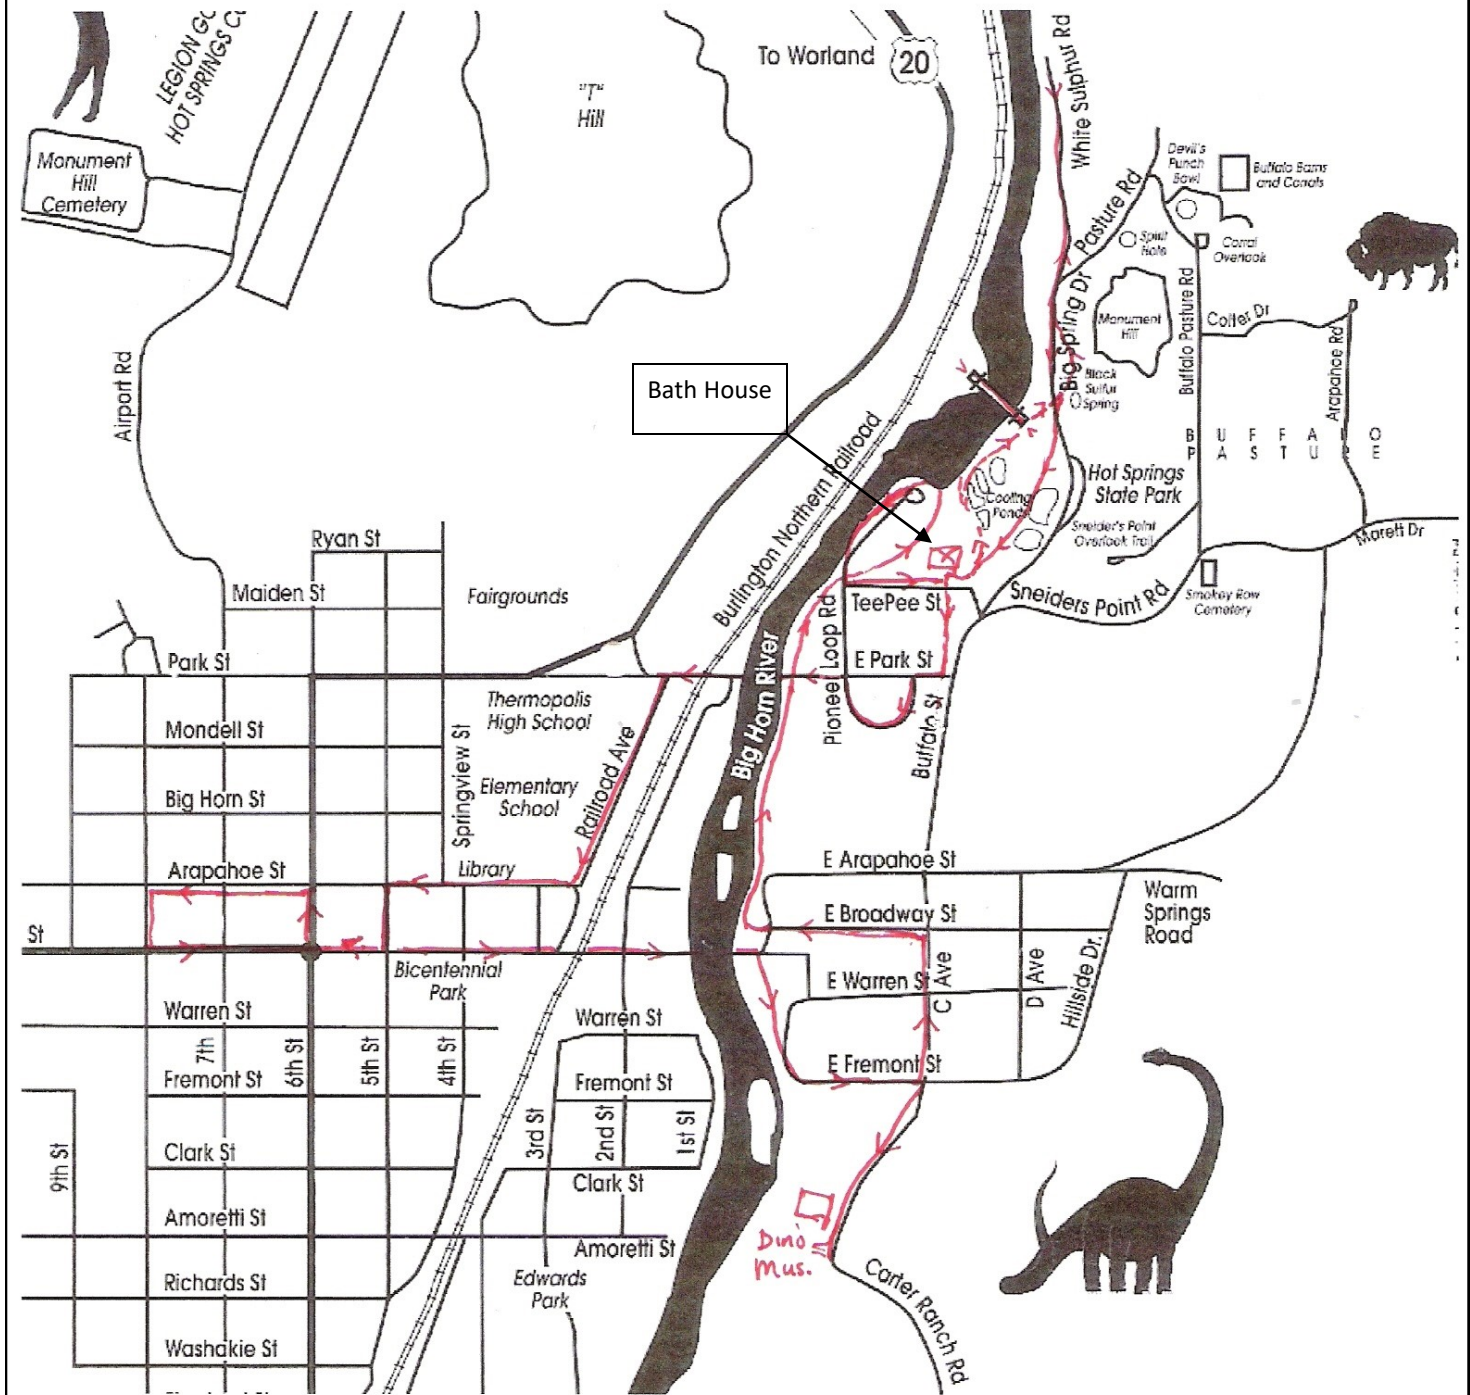 LEGION GO
HOT SPRINGS CO
To Worland
20
"T"
Hill
White Sulphur Rd
Monument
Hill
Cemetery
Devil's
Punch
Bowl
Buffalo Barns
and Corrals
Pasture Rd
Spirit
Hole
Corral
Overlook
Airport Rd
Big Spring Dr
Monument
Hill
Buffalo Pasture Rd
Colter Dr
Arapahoe Rd
Bath House
Black
Sulfur
Spring
Burlington Northern Railroad
BUFFALO
PASTURE
Hot Springs
State Park
Cooling
Ponds
Sneider's Point
Overlook Trail
Marett Dr
Ryan St
Maiden St
Fairgrounds
TeePee St
Sneiders Point Rd
Smokey Row
Cemetery
Park St
E Park St
Pioneer Loop Rd
Big Horn River
Buffalo St
Thermopolis
High School
Mondell St
Springview St
Railroad Ave
Elementary
School
Big Horn St
Arapahoe St
Library
E Arapahoe St
Warm
Springs
Road
E Broadway St
St
Bicentennial
Park
E Warren St
C Ave
D Ave
Hillside Dr.
Warren St
Warren St
7th
6th St
5th St
4th St
Fremont St
Fremont St
E Fremont St
3rd St
2nd St
1st St
9th St
Clark St
Clark St
Amoretti St
Amoretti St
Dino
Mus.
Richards St
Edwards
Park
Carter Ranch Rd
Washakie St